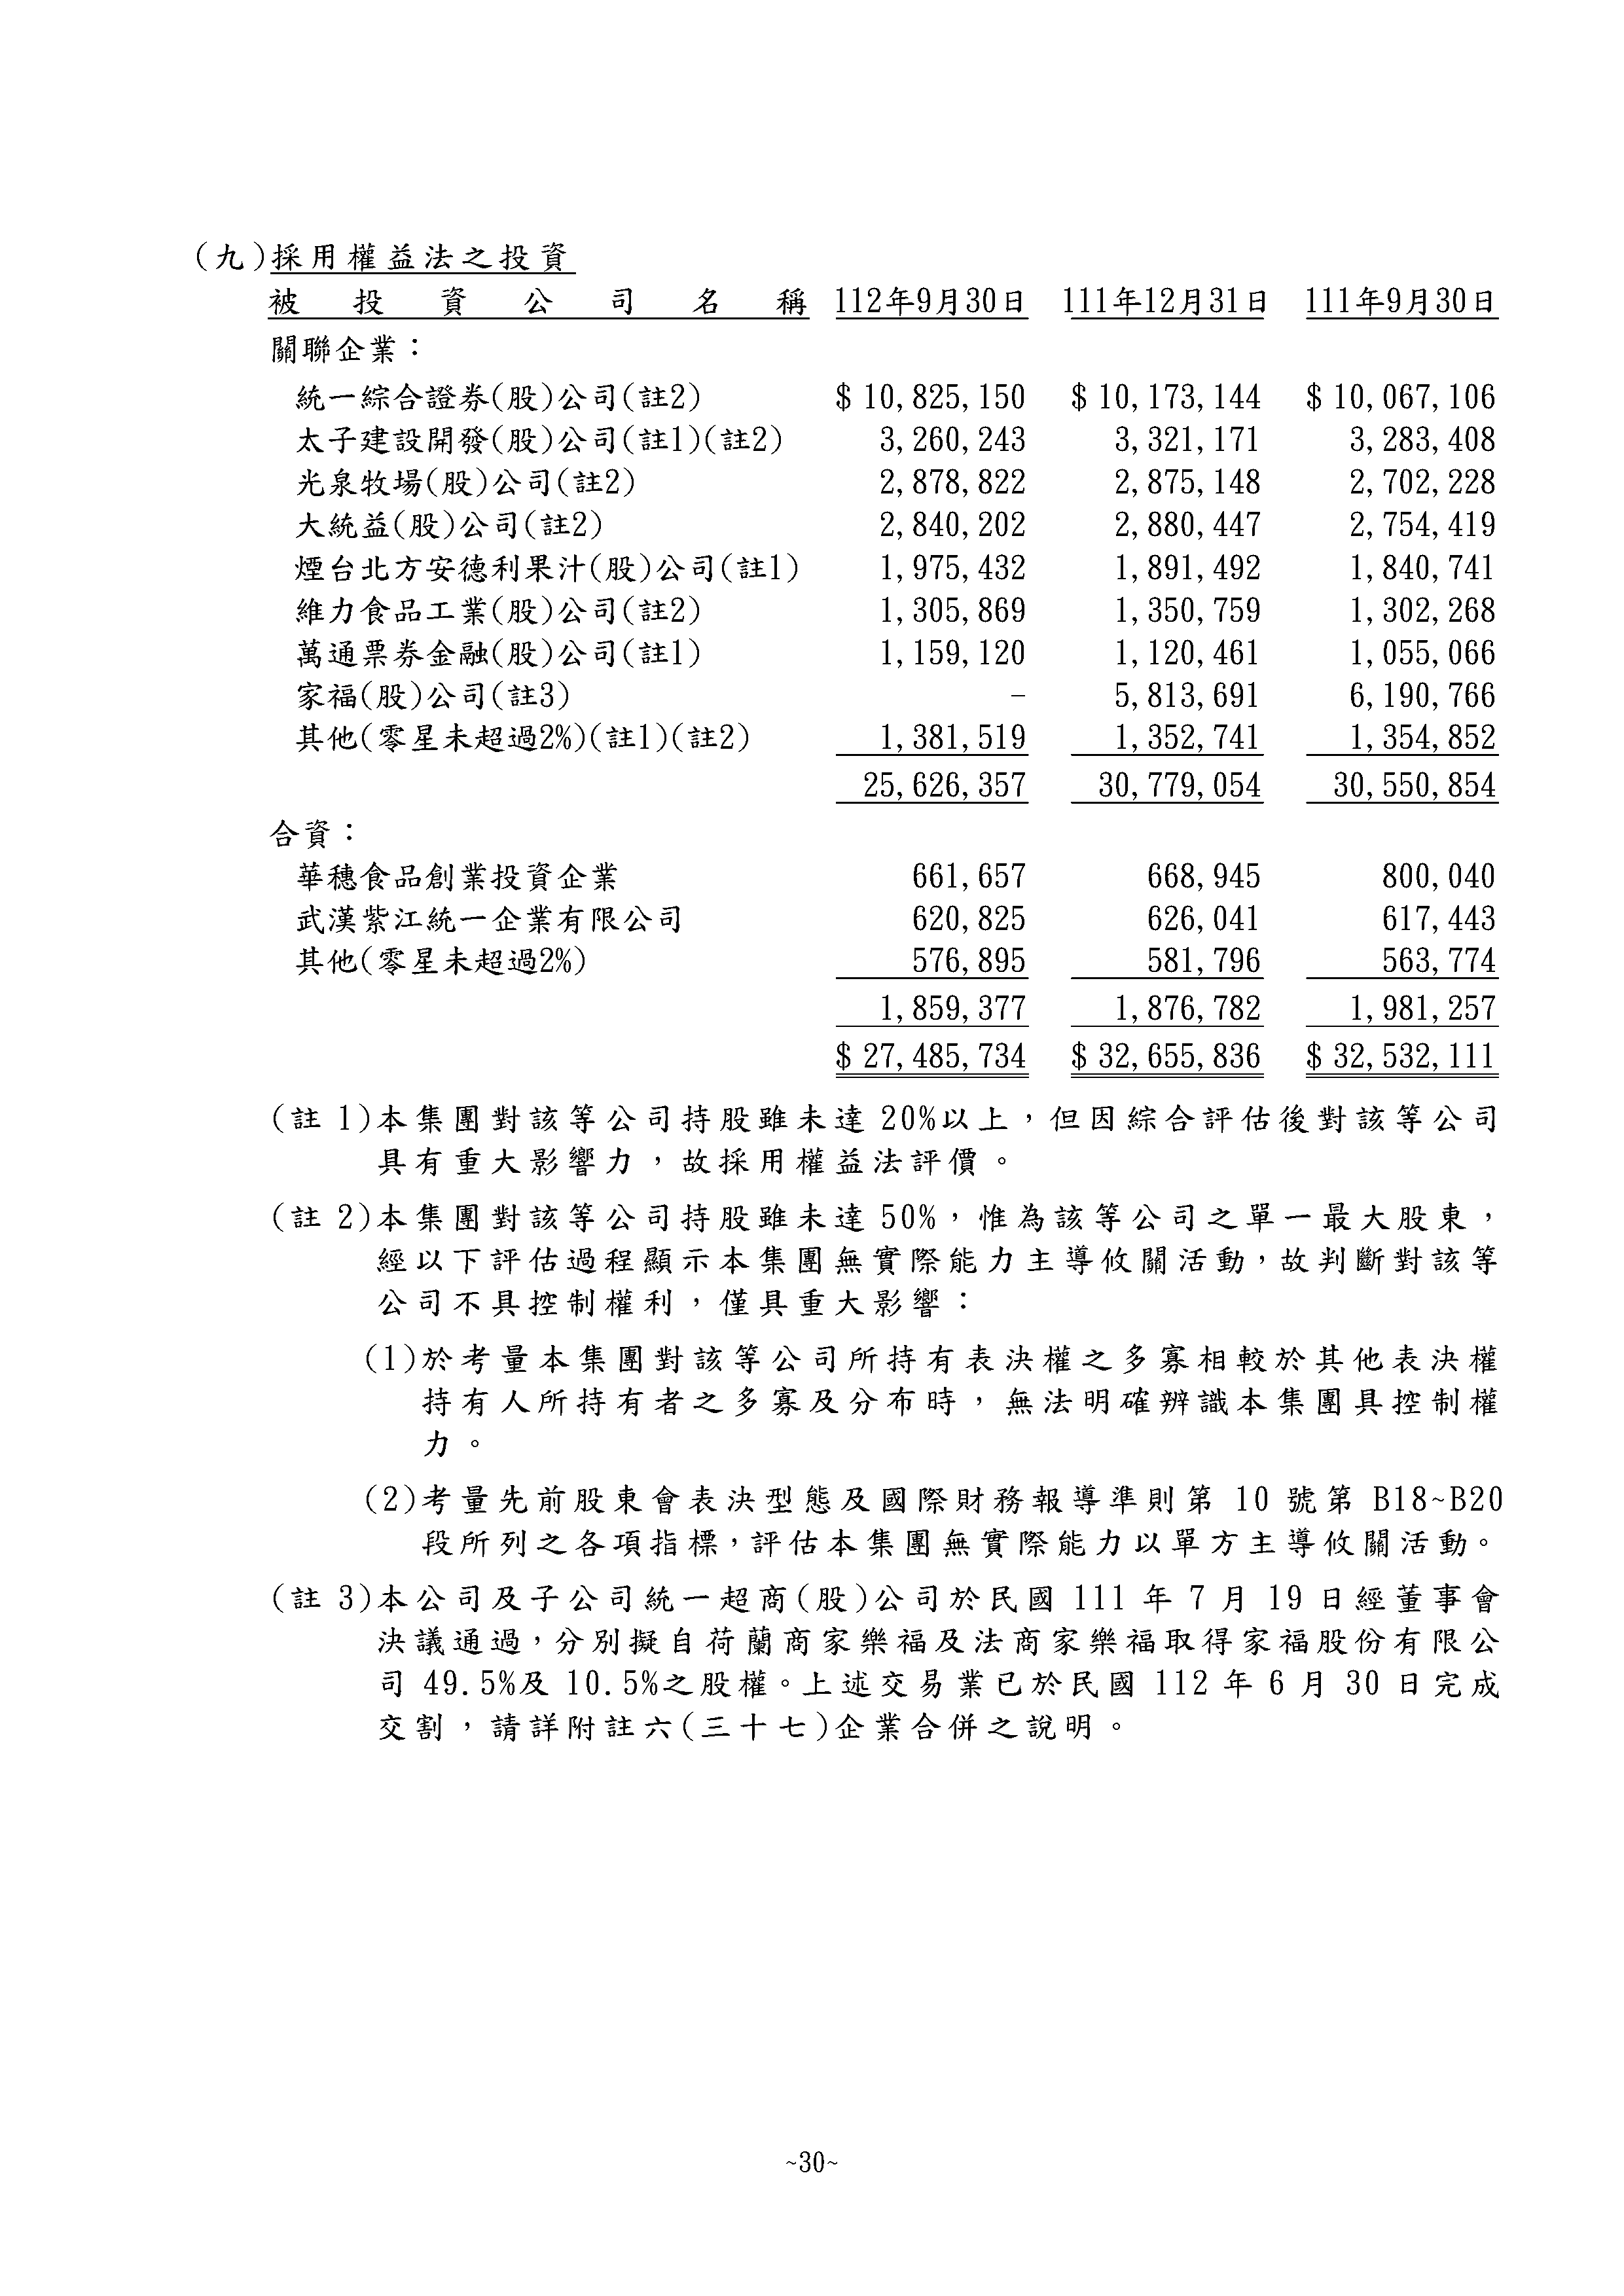 (九)採用權益法之投資
被投資公司名稱 112年9月30日 111年12月31日 111年9月30日
關聯企業：
統一綜合證券(股)公司(註2) $ 10,825,150 $ 10,173,144 $ 10,067,106
太子建設開發(股)公司(註1)(註2) 3,260,243 3,321,171 3,283,408
光泉牧場(股)公司(註2) 2,878,822 2,875,148 2,702,228
大統益(股)公司(註2) 2,840,202 2,880,447 2,754,419
煙台北方安德利果汁(股)公司(註1) 1,975,432 1,891,492 1,840,741
維力食品工業(股)公司(註2) 1,305,869 1,350,759 1,302,268
萬通票券金融(股)公司(註1) 1,159,120 1,120,461 1,055,066
家福(股)公司(註3) － 5,813,691 6,190,766
其他(零星未超過2%)(註1)(註2) 1,381,519 1,352,741 1,354,852
25,626,357 30,779,054 30,550,854
合資：
華穗食品創業投資企業 661,657 668,945 800,040
武漢紫江統一企業有限公司 620,825 626,041 617,443
其他(零星未超過2%) 576,895 581,796 563,774
1,859,377 1,876,782 1,981,257
$ 27,485,734 $ 32,655,836 $ 32,532,111
(註 1)本集團對該等公司持股雖未達 20%以上，但因綜合評估後對該等公司
具有重大影響力，故採用權益法評價。
(註 2)本集團對該等公司持股雖未達 50%，惟為該等公司之單一最大股東，
經以下評估過程顯示本集團無實際能力主導攸關活動，故判斷對該等
公司不具控制權利，僅具重大影響：
(1)於考量本集團對該等公司所持有表決權之多寡相較於其他表決權
持有人所持有者之多寡及分布時，無法明確辨識本集團具控制權
力。
(2)考量先前股東會表決型態及國際財務報導準則第 10 號第 B18~B20
段所列之各項指標，評估本集團無實際能力以單方主導攸關活動。
(註 3)本公司及子公司統一超商(股)公司於民國 111 年 7 月 19 日經董事會
決議通過，分別擬自荷蘭商家樂福及法商家樂福取得家福股份有限公
司 49.5%及 10.5%之股權。上述交易業已於民國 112 年 6 月 30 日完成
交割，請詳附註六(三十七)企業合併之說明。
~30~